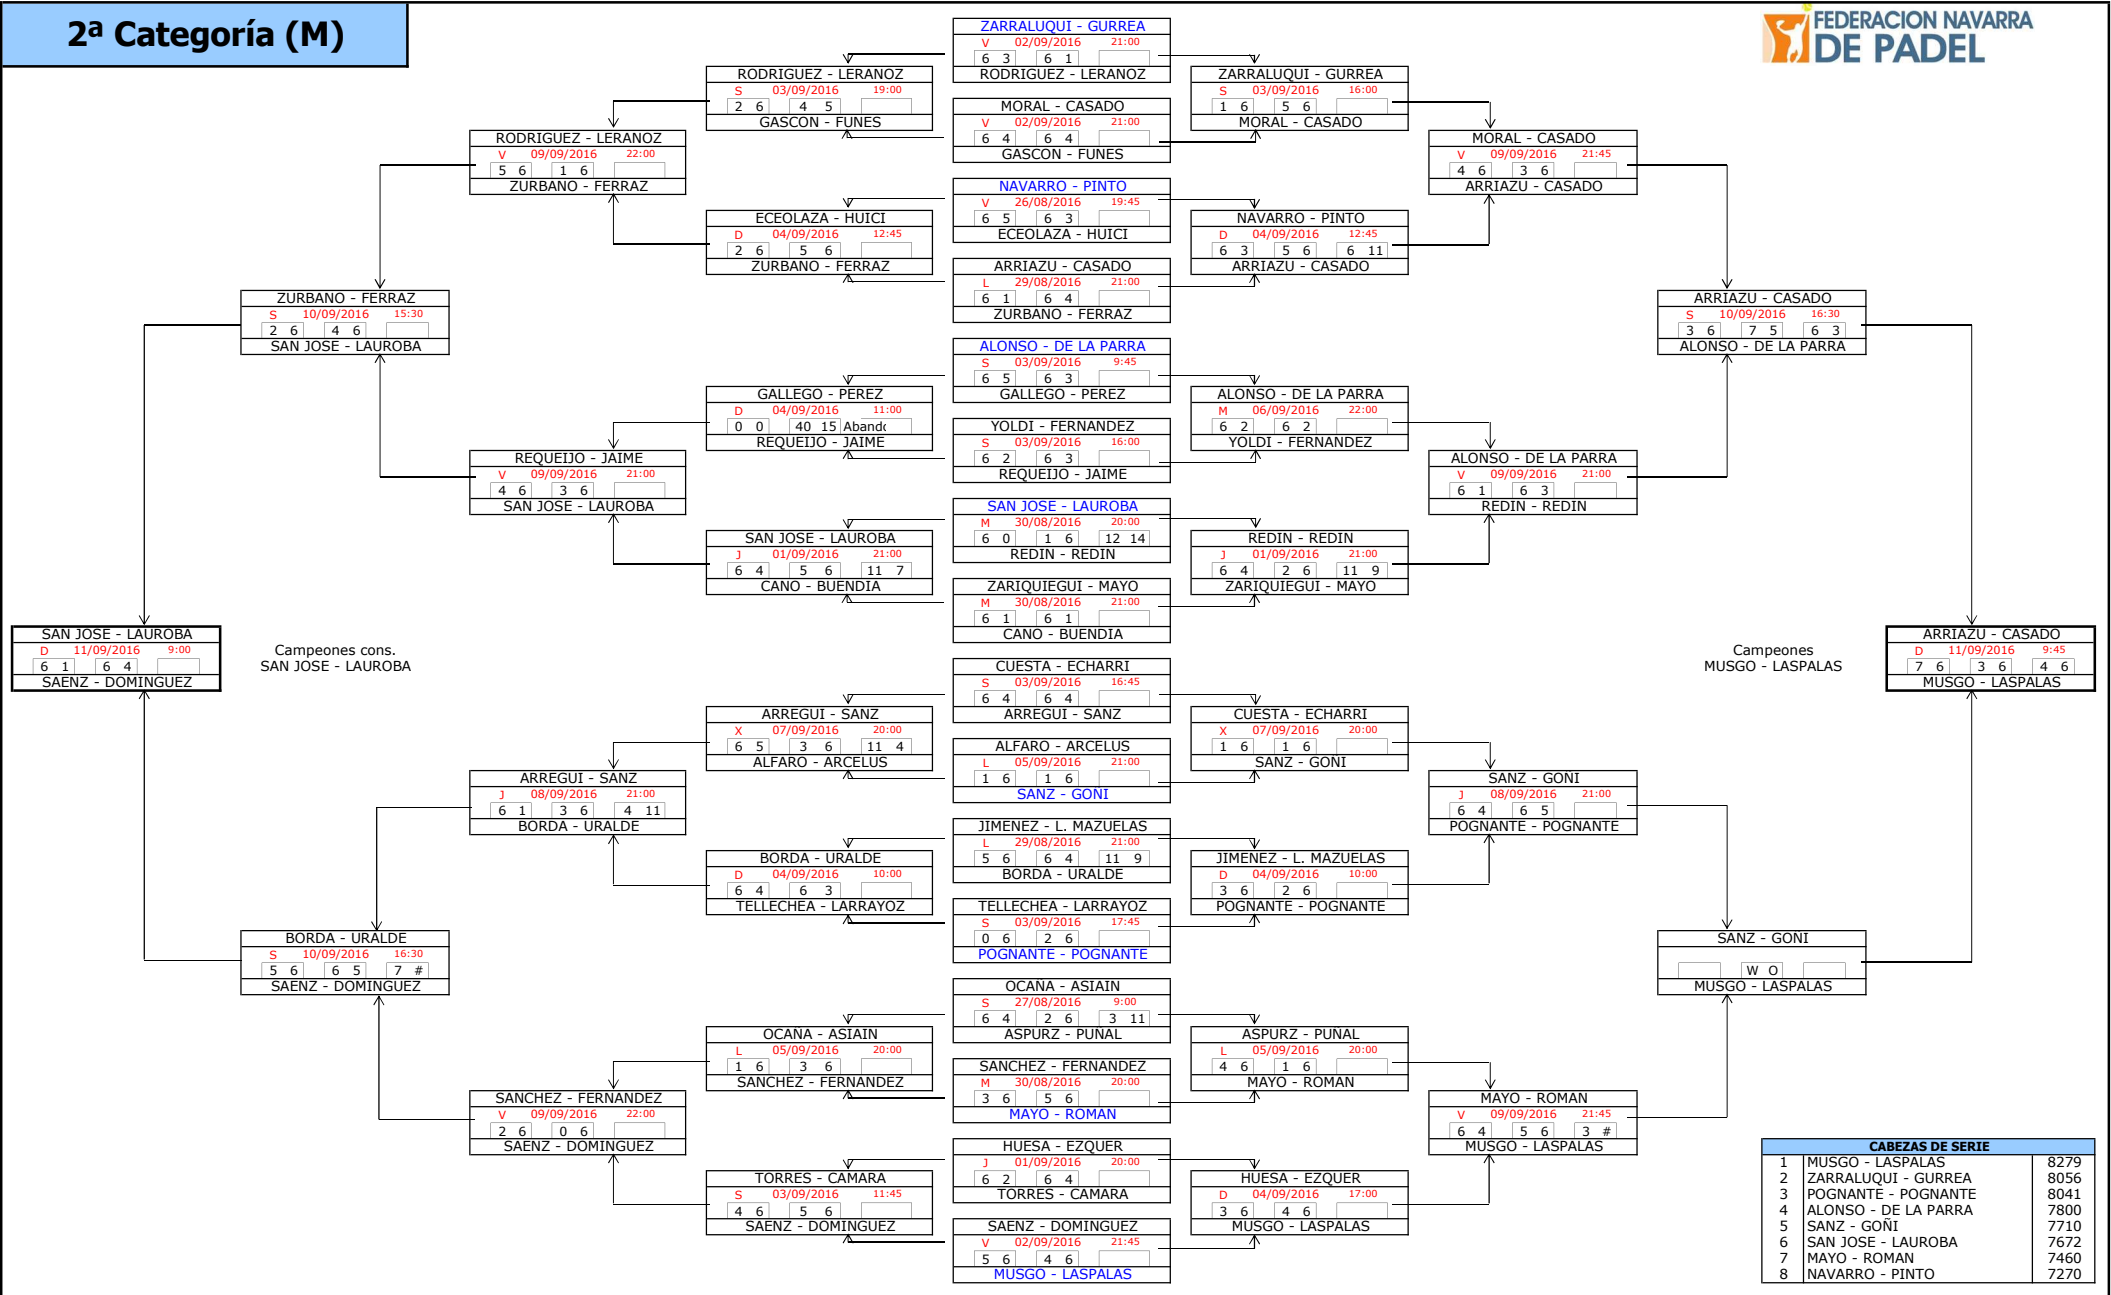 2ª Categoría (M)
FEDERACION NAVARRA
DE PADEL
ZARRALUQUI - GURREA
V 02/09/2016 21:00
6 3 6 1
RODRIGUEZ - LERANOZ
MORAL - CASADO
V 02/09/2016 21:00
6 4 6 4
GASCON - FUNES
NAVARRO - PINTO
V 26/08/2016 19:45
6 5 6 3
ECEOLAZA - HUICI
ARRIAZU - CASADO
L 29/08/2016 21:00
6 1 6 4
ZURBANO - FERRAZ
ALONSO - DE LA PARRA
S 03/09/2016 9:45
6 5 6 3
GALLEGO - PEREZ
YOLDI - FERNANDEZ
S 03/09/2016 16:00
6 2 6 3
REQUEIJO - JAIME
SAN JOSE - LAUROBA
M 30/08/2016 20:00
6 0 1 6 12 14
REDIN - REDIN
ZARIQUIEGUI - MAYO
M 30/08/2016 21:00
6 1 6 1
CANO - BUENDIA
CUESTA - ECHARRI
S 03/09/2016 16:45
6 4 6 4
ARREGUI - SANZ
ALFARO - ARCELUS
L 05/09/2016 21:00
1 6 1 6
SANZ - GOÑI
JIMENEZ - L. MAZUELAS
L 29/08/2016 21:00
5 6 6 4 11 9
BORDA - URALDE
TELLECHEA - LARRAYOZ
S 03/09/2016 17:45
0 6 2 6
POGNANTE - POGNANTE
OCAÑA - ASIAIN
S 27/08/2016 9:00
6 4 2 6 3 11
ASPURZ - PUÑAL
SANCHEZ - FERNANDEZ
M 30/08/2016 20:00
3 6 5 6
MAYO - ROMAN
HUESA - EZQUER
J 01/09/2016 20:00
6 2 6 4
TORRES - CAMARA
SAENZ - DOMINGUEZ
V 02/09/2016 21:45
5 6 4 6
MUSGO - LASPALAS
RODRIGUEZ - LERANOZ
S 03/09/2016 19:00
2 6 4 5
GASCON - FUNES
ECEOLAZA - HUICI
D 04/09/2016 12:45
2 6 5 6
ZURBANO - FERRAZ
GALLEGO - PEREZ
D 04/09/2016 11:00
0 0 40 15 Abando
REQUEIJO - JAIME
SAN JOSE - LAUROBA
J 01/09/2016 21:00
6 4 5 6 11 7
CANO - BUENDIA
ARREGUI - SANZ
X 07/09/2016 20:00
6 5 3 6 11 4
ALFARO - ARCELUS
BORDA - URALDE
D 04/09/2016 10:00
6 4 6 3
TELLECHEA - LARRAYOZ
OCAÑA - ASIAIN
L 05/09/2016 20:00
1 6 3 6
SANCHEZ - FERNANDEZ
TORRES - CAMARA
S 03/09/2016 11:45
4 6 5 6
SAENZ - DOMINGUEZ
RODRIGUEZ - LERANOZ
V 09/09/2016 22:00
5 6 1 6
ZURBANO - FERRAZ
REQUEIJO - JAIME
V 09/09/2016 21:00
4 6 3 6
SAN JOSE - LAUROBA
ARREGUI - SANZ
J 08/09/2016 21:00
6 1 3 6 4 11
BORDA - URALDE
SANCHEZ - FERNANDEZ
V 09/09/2016 22:00
2 6 0 6
SAENZ - DOMINGUEZ
ZURBANO - FERRAZ
S 10/09/2016 15:30
2 6 4 6
SAN JOSE - LAUROBA
BORDA - URALDE
S 10/09/2016 16:30
5 6 6 5 7 #
SAENZ - DOMINGUEZ
SAN JOSE - LAUROBA
D 11/09/2016 9:00
6 1 6 4
SAENZ - DOMINGUEZ
Campeones cons.
SAN JOSE - LAUROBA
ZARRALUQUI - GURREA
S 03/09/2016 16:00
1 6 5 6
MORAL - CASADO
NAVARRO - PINTO
D 04/09/2016 12:45
6 3 5 6 6 11
ARRIAZU - CASADO
ALONSO - DE LA PARRA
M 06/09/2016 22:00
6 2 6 2
YOLDI - FERNANDEZ
REDIN - REDIN
J 01/09/2016 21:00
6 4 2 6 11 9
ZARIQUIEGUI - MAYO
CUESTA - ECHARRI
X 07/09/2016 20:00
1 6 1 6
SANZ - GOÑI
JIMENEZ - L. MAZUELAS
D 04/09/2016 10:00
3 6 2 6
POGNANTE - POGNANTE
ASPURZ - PUÑAL
L 05/09/2016 20:00
4 6 1 6
MAYO - ROMAN
HUESA - EZQUER
D 04/09/2016 17:00
3 6 4 6
MUSGO - LASPALAS
MORAL - CASADO
V 09/09/2016 21:45
4 6 3 6
ARRIAZU - CASADO
ALONSO - DE LA PARRA
V 09/09/2016 21:00
6 1 6 3
REDIN - REDIN
SANZ - GOÑI
J 08/09/2016 21:00
6 4 6 5
POGNANTE - POGNANTE
MAYO - ROMAN
V 09/09/2016 21:45
6 4 5 6 3 #
MUSGO - LASPALAS
ARRIAZU - CASADO
S 10/09/2016 16:30
3 6 7 5 6 3
ALONSO - DE LA PARRA
SANZ - GOÑI
W O
MUSGO - LASPALAS
Campeones
MUSGO - LASPALAS
ARRIAZU - CASADO
D 11/09/2016 9:45
7 6 3 6 4 6
MUSGO - LASPALAS
CABEZAS DE SERIE
1 MUSGO - LASPALAS 8279
2 ZARRALUQUI - GURREA 8056
3 POGNANTE - POGNANTE 8041
4 ALONSO - DE LA PARRA 7800
5 SANZ - GOÑI 7710
6 SAN JOSE - LAUROBA 7672
7 MAYO - ROMAN 7460
8 NAVARRO - PINTO 7270